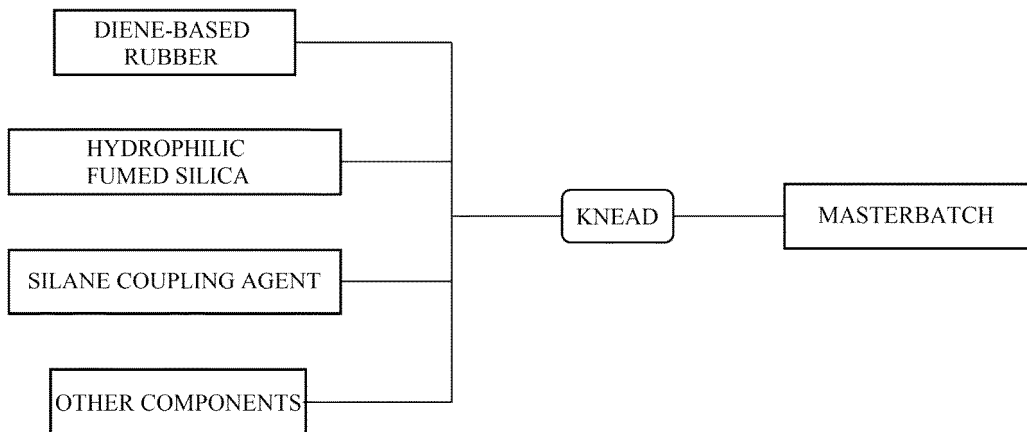 DIENE-BASED
RUBBER
HYDROPHILIC
FUMED SILICA
SILANE COUPLING AGENT
OTHER COMPONENTS
KNEAD
MASTERBATCH